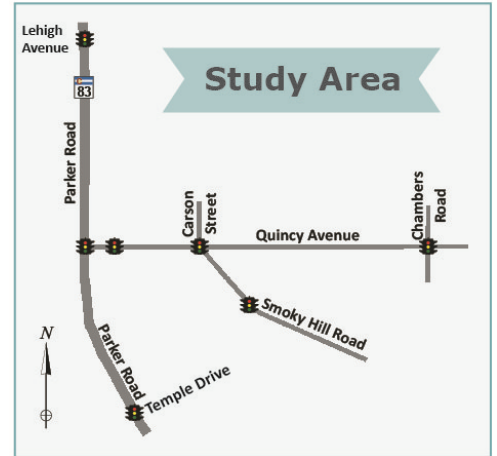 Lehigh
Avenue
Study Area
83
Parker Road
Carson
Street
Quincy Avenue
Chambers
Road
Smoky Hill Road
Parker Road
Temple Drive
N